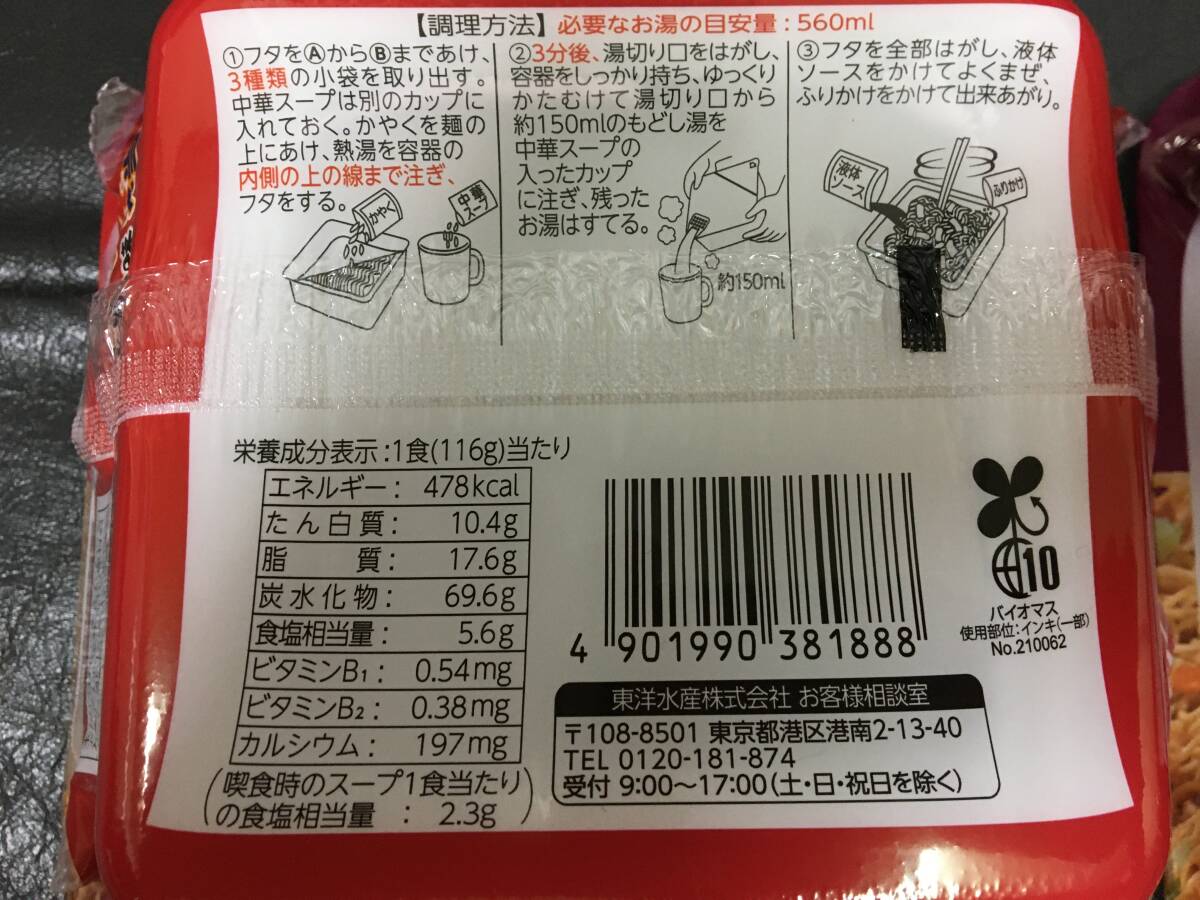 【調理方法】必要なお湯の目安量：560ml
①フタをⒶからⒷまであけ、
3種類の小袋を取り出す。
中華スープは別のカップに
入れておく。かやくを麺の
上にあけ、熱湯を容器の
内側の上の線まで注ぎ、
フタをする。
かやく
中華
スープ
②3分後、湯切り口をはがし、
容器をしっかり持ち、ゆっくり
かたむけて湯切り口から
約150mlのもどし湯を
中華スープの
入ったカップ
に注ぎ、残った
お湯はすてる。
約150ml
③フタを全部はがし、液体
ソースをかけてよくまぜ、
ふりかけをかけて出来あがり。
液体
ソース
ふりかけ
栄養成分表示：1食(116g)当たり
エネルギー： 478kcal
たん白質： 10.4g
脂質： 17.6g
炭水化物： 69.6g
食塩相当量： 5.6g
ビタミンB1： 0.54mg
ビタミンB2： 0.38mg
カルシウム： 197mg
(喫食時のスープ1食当たり
の食塩相当量 ： 2.3g)
4 901990 381888
10
バイオマス
使用部位：インキ(一部)
No.210062
東洋水産株式会社 お客様相談室
〒108-8501 東京都港区港南2-13-40
TEL 0120-181-874
受付 9:00～17:00(土・日・祝日を除く)